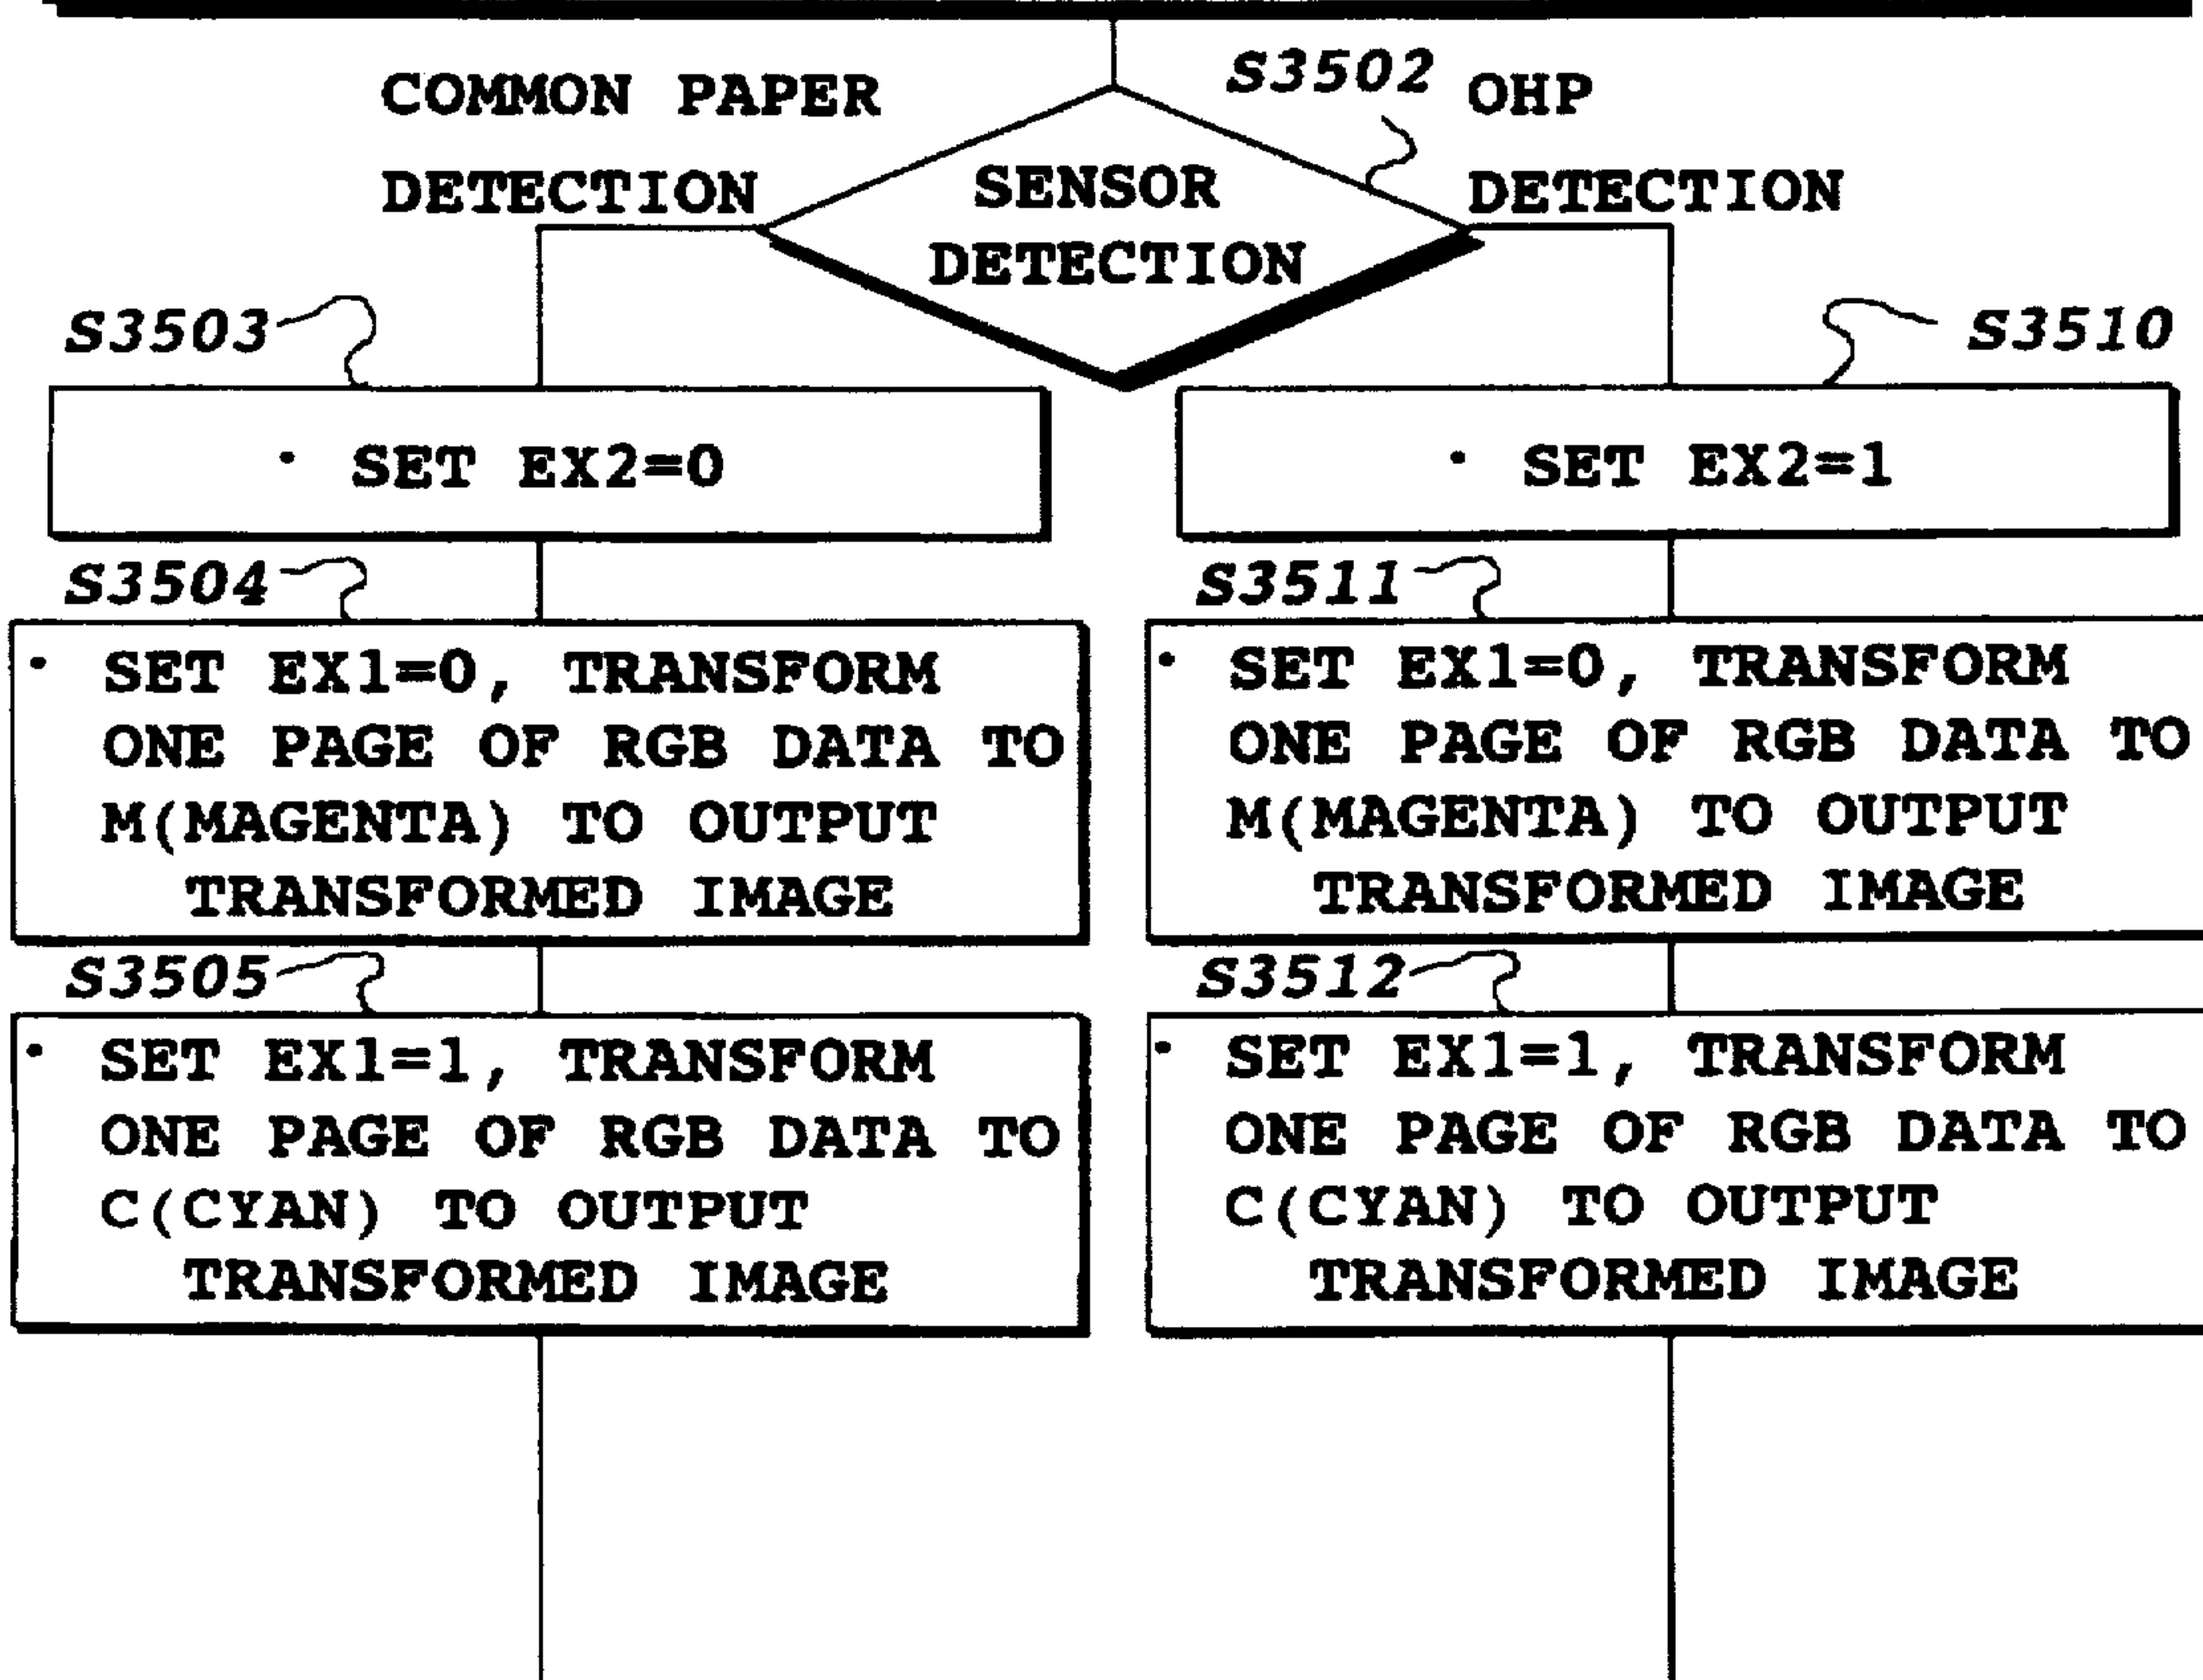 COMMON PAPER
DETECTION
S3502
OHP
DETECTION
SENSOR
DETECTION
S3503
· SET EX2=0
S3504
· SET EX1=0, TRANSFORM
ONE PAGE OF RGB DATA TO
M(MAGENTA) TO OUTPUT
TRANSFORMED IMAGE
S3505
· SET EX1=1, TRANSFORM
ONE PAGE OF RGB DATA TO
C(CYAN) TO OUTPUT
TRANSFORMED IMAGE
S3510
· SET EX2=1
S3511
· SET EX1=0, TRANSFORM
ONE PAGE OF RGB DATA TO
M(MAGENTA) TO OUTPUT
TRANSFORMED IMAGE
S3512
· SET EX1=1, TRANSFORM
ONE PAGE OF RGB DATA TO
C(CYAN) TO OUTPUT
TRANSFORMED IMAGE